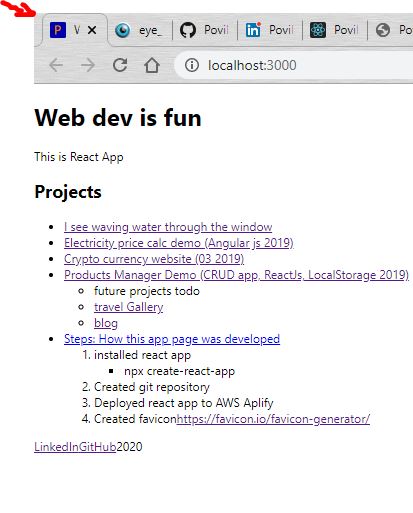 P V eye_ Povil Povil Povil Pov
localhost:3000
Web dev is fun
This is React App
Projects
I see waving water through the window
Electricity price calc demo (Angular js 2019)
Crypto currency website (03 2019)
Products Manager Demo (CRUD app, ReactJs, LocalStorage 2019)
future projects todo
travel Gallery
blog
Steps: How this app page was developed
1. installed react app
npx create-react-app
2. Created git repository
3. Deployed react app to AWS Aplify
4. Created faviconhttps://favicon.io/favicon-generator/
LinkedInGitHub2020